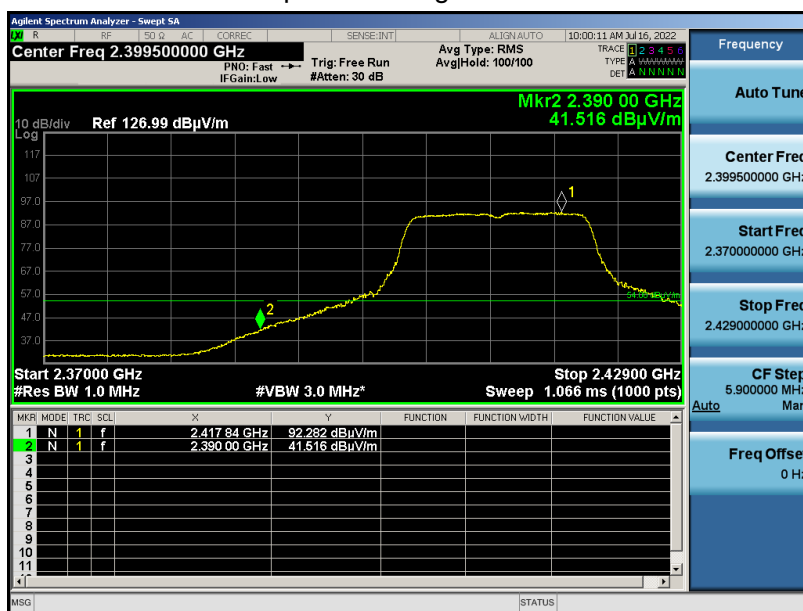 Agilent Spectrum Analyzer - Swept SA
LXI R RF 50 Ω AC CORREC SENSE:INT ALIGN AUTO 10:00:11 AM Jul 16, 2022
Center Freq 2.399500000 GHz
PNO: Fast
IFGain:Low
Trig: Free Run
#Atten: 30 dB
Avg Type: RMS
Avg|Hold: 100/100
TRACE 1 2 3 4 5 6
TYPE A WWWWW
DET A N N N N N
Mkr2 2.390 00 GHz
41.516 dBµV/m
10 dB/div Ref 126.99 dBµV/m
Log
117
107
97.0
87.0
77.0
67.0
57.0
47.0
37.0
1
2
Start 2.37000 GHz Stop 2.42900 GHz
#Res BW 1.0 MHz #VBW 3.0 MHz* Sweep 1.066 ms (1000 pts)
MKR MODE TRC SCL X Y FUNCTION FUNCTION WIDTH FUNCTION VALUE
1 N 1 f 2.417 84 GHz 92.282 dBµV/m
2 N 1 f 2.390 00 GHz 41.516 dBµV/m
3
4
5
6
7
8
9
10
11
MSG STATUS
Frequency
Auto Tune
Center Freq
2.399500000 GHz
Start Freq
2.370000000 GHz
Stop Freq
2.429000000 GHz
CF Step
5.900000 MHz
Auto Man
Freq Offset
0 Hz